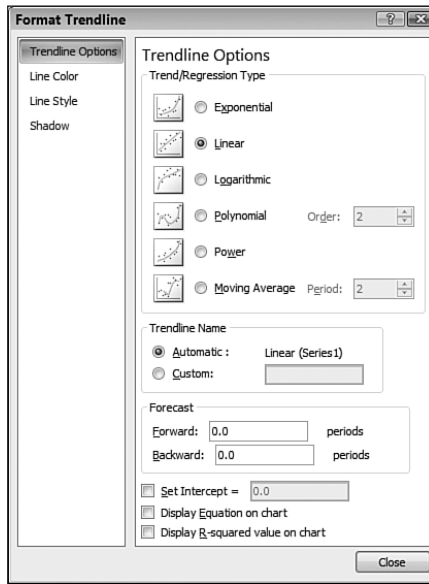 Format Trendline
Trendline Options
Line Color
Line Style
Shadow
Trendline Options
Trend/Regression Type
Exponential
Linear
Logarithmic
Polynomial Order: 2
Power
Moving Average Period: 2
Trendline Name
Automatic : Linear (Series1)
Custom:
Forecast
Forward: 0.0 periods
Backward: 0.0 periods
Set Intercept = 0.0
Display Equation on chart
Display R-squared value on chart
Close